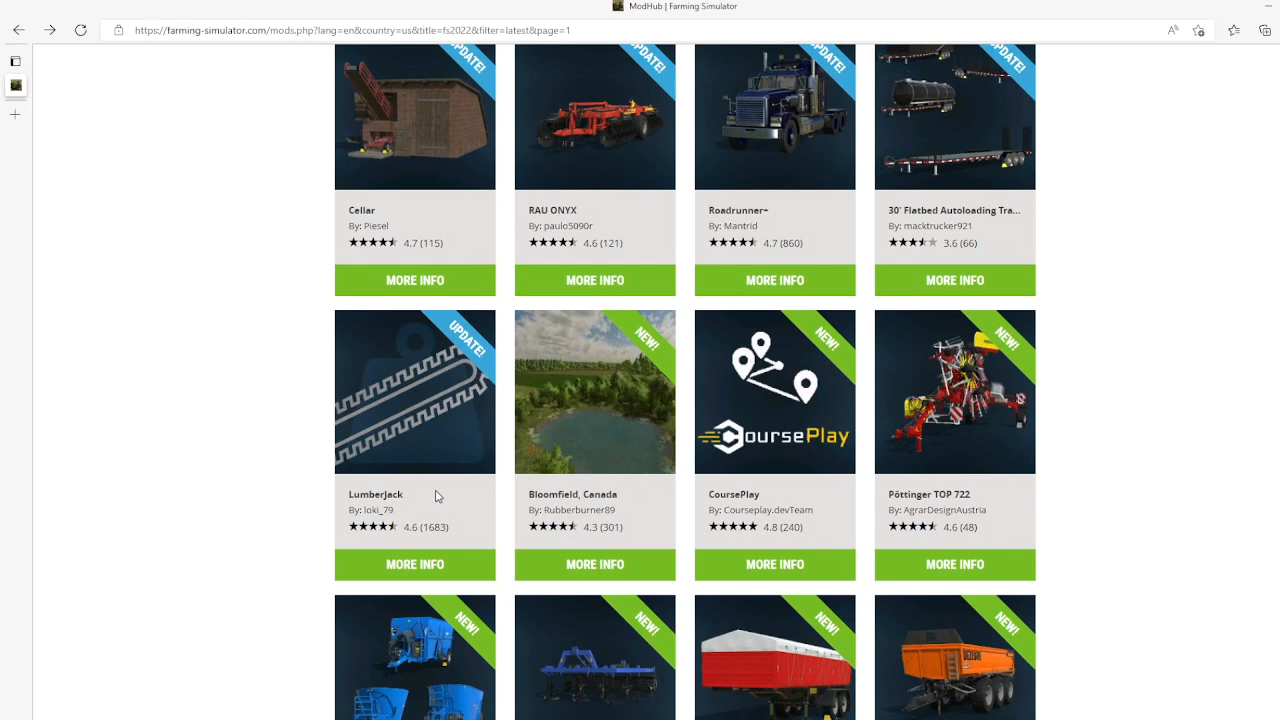 ModHub | Farming Simulator
https://farming-simulator.com/mods.php?lang=en&country=us&title=fs2022&filter=latest&page=1
UPDATE!
UPDATE!
UPDATE!
UPDATE!
Cellar
By: Piesel
4.7 (115)
MORE INFO
RAU ONYX
By: paulo5090r
4.6 (121)
MORE INFO
Roadrunner+
By: Mantrid
4.7 (860)
MORE INFO
30' Flatbed Autoloading Tra...
By: macktrucker921
3.6 (66)
MORE INFO
UPDATE!
LumberJack
By: loki_79
4.6 (1683)
MORE INFO
NEW!
Bloomfield, Canada
By: Rubberburner89
4.3 (301)
MORE INFO
NEW!
CoursePlay
CoursePlay
By: Courseplay.devTeam
4.8 (240)
MORE INFO
NEW!
Pöttinger TOP 722
By: AgrarDesignAustria
4.6 (48)
MORE INFO
NEW!
NEW!
NEW!
NEW!